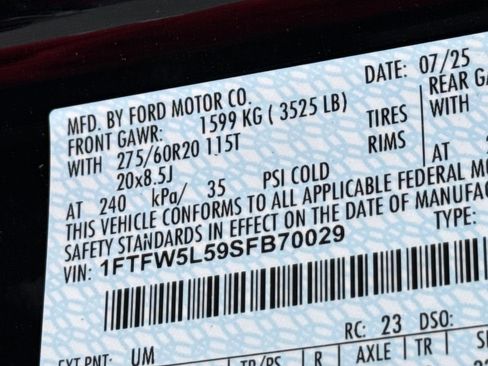 DATE: 07/25
MFD. BY FORD MOTOR CO.
FRONT GAWR: 1599 KG ( 3525 LB)
REAR GA
WITH 275/60R20 115T TIRES
WITH
20x8.5J RIMS
AT 240 kPa/ 35 PSI COLD
AT
THIS VEHICLE CONFORMS TO ALL APPLICABLE FEDERAL MO
SAFETY STANDARDS IN EFFECT ON THE DATE OF MANUFAC
VIN: 1FTFW5L59SFB70029
TYPE:
RC: 23 DSO:
EXT PNT: UM
R AXLE TR